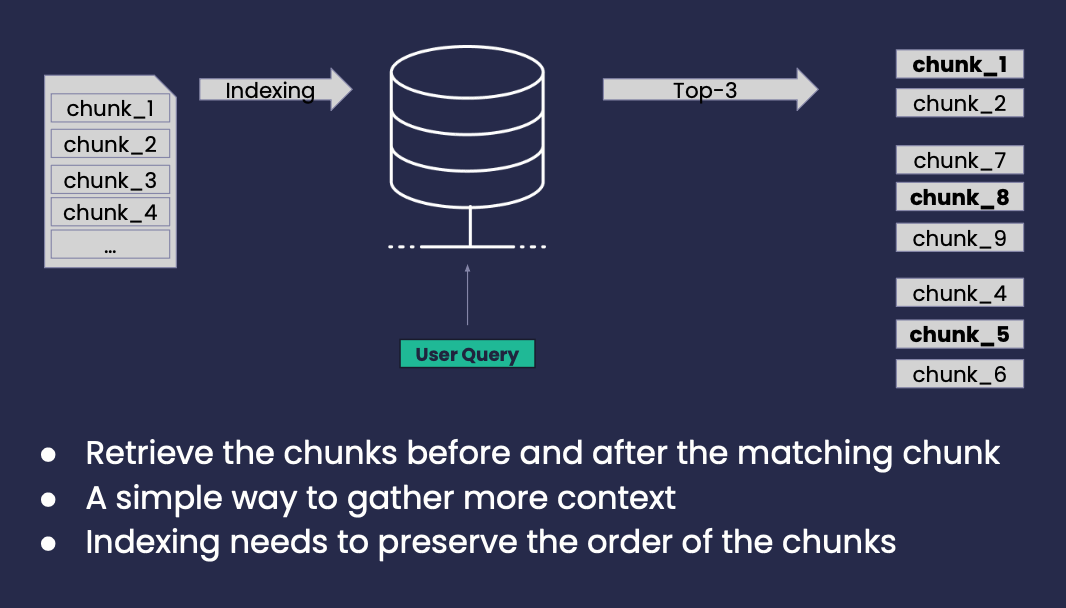 chunk_1
chunk_2
chunk_3
chunk_4
...
Indexing
User Query
Top-3
chunk_1
chunk_2
chunk_7
chunk_8
chunk_9
chunk_4
chunk_5
chunk_6
● Retrieve the chunks before and after the matching chunk
● A simple way to gather more context
● Indexing needs to preserve the order of the chunks